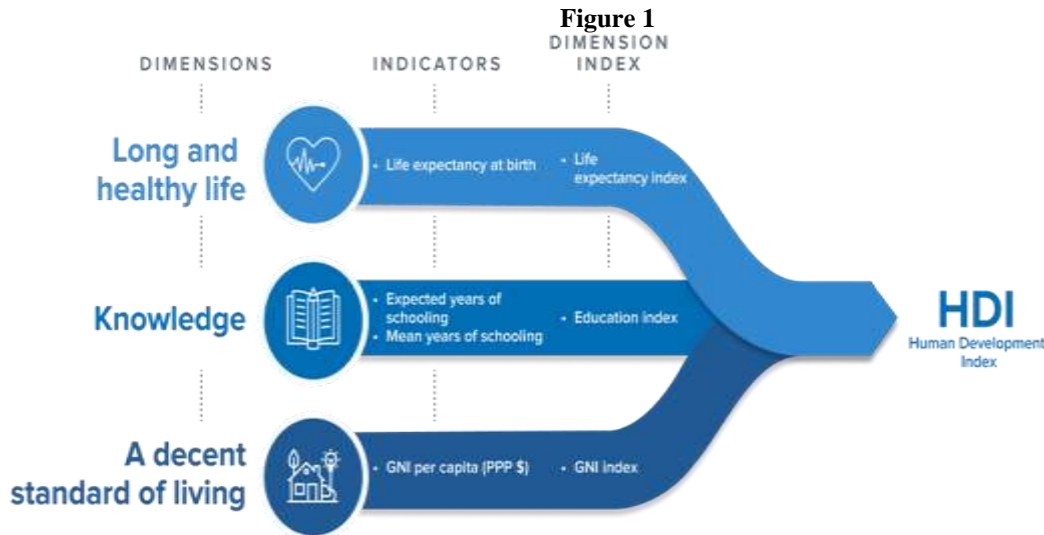 Figure 1
DIMENSIONS
INDICATORS
DIMENSION
INDEX
Long and
healthy life
• Life expectancy at birth
• Life
expectancy index
Knowledge
• Expected years of
schooling
• Mean years of schooling
• Education index
HDI
Human Development
Index
A decent
standard of living
• GNI per capita (PPP $)
• GNI index